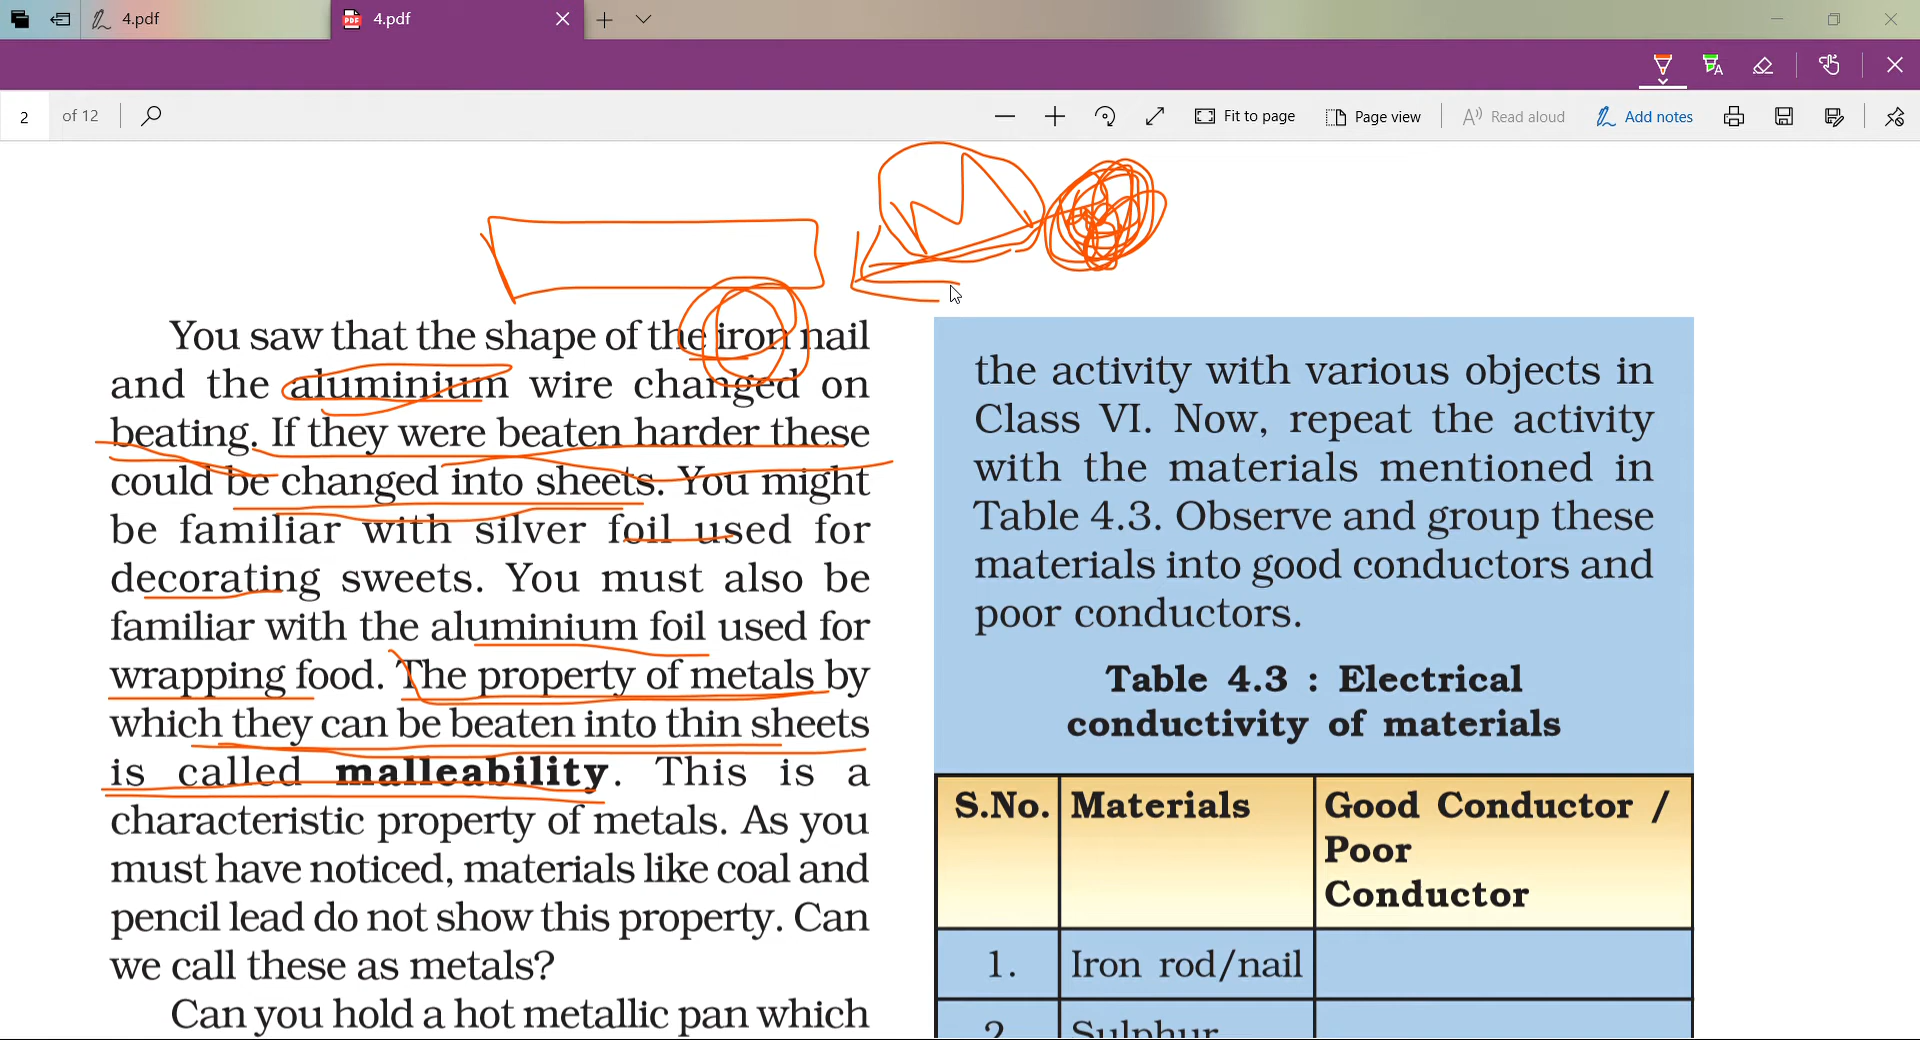 4.pdf
4.pdf
2 of 12
Fit to page
Page view
Read aloud
Add notes
You saw that the shape of the iron nail
and the aluminium wire changed on
beating. If they were beaten harder these
could be changed into sheets. You might
be familiar with silver foil used for
decorating sweets. You must also be
familiar with the aluminium foil used for
wrapping food. The property of metals by
which they can be beaten into thin sheets
is called malleability. This is a
characteristic property of metals. As you
must have noticed, materials like coal and
pencil lead do not show this property. Can
we call these as metals?
Can you hold a hot metallic pan which
the activity with various objects in
Class VI. Now, repeat the activity
with the materials mentioned in
Table 4.3. Observe and group these
materials into good conductors and
poor conductors.
Table 4.3 : Electrical
conductivity of materials
S.No. Materials Good Conductor /
Poor
Conductor
1. Iron rod/nail
2. Sulphur